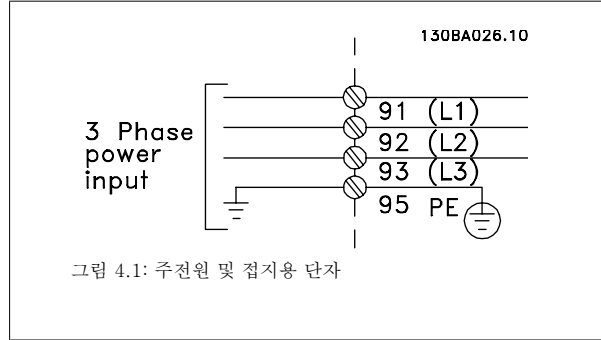 130BA026.10
3 Phase
power
input
91 (L1)
92 (L2)
93 (L3)
95 PE
그림 4.1: 주전원 및 접지용 단자